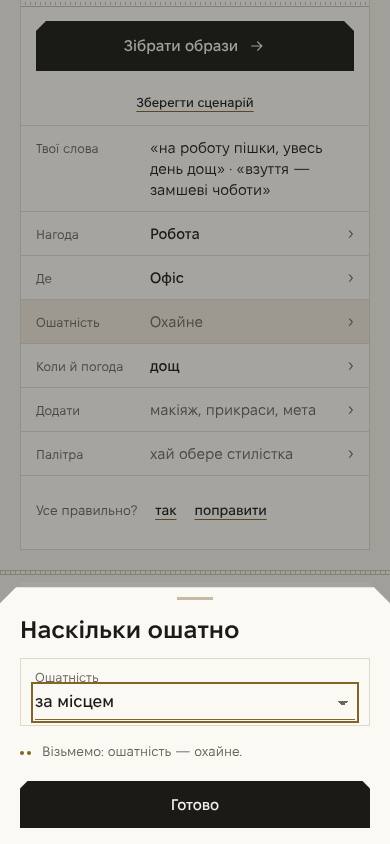 Зібрати образи →
Зберегти сценарій
Твої слова «на роботу пішки, увесь
день дощ» · «взуття —
замшеві чоботи»
Нагода Робота
Де Офіс
Ошатність Охайне
Коли й погода дощ
Додати макіяж, прикраси, мета
Палітра хай обере стилістка
Усе правильно? так поправити
Наскільки ошатно
Ошатність
за місцем
Візьмемо: ошатність — охайне.
Готово